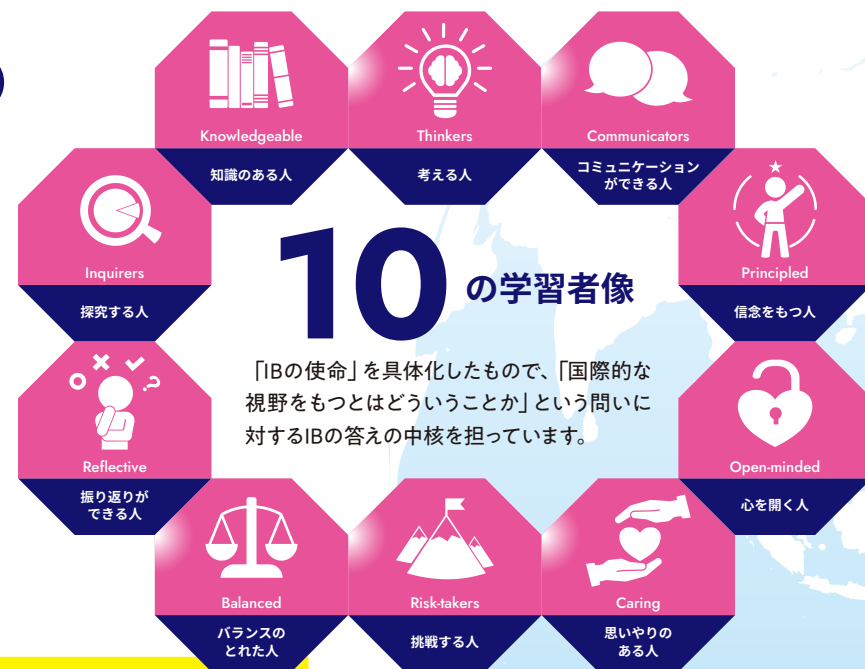 Knowledgeable
知識のある人
Thinkers
考える人
Communicators
コミュニケーション
ができる人
Inquirers
探究する人
Principled
信念をもつ人
10の学習者像
「IBの使命」を具体化したもので、「国際的な
視野をもつとはどういうことか」という問いに
対するIBの答えの中核を担っています。
Reflective
振り返りが
できる人
Open-minded
心を開く人
Balanced
バランスの
とれた人
Risk-takers
挑戦する人
Caring
思いやりの
ある人